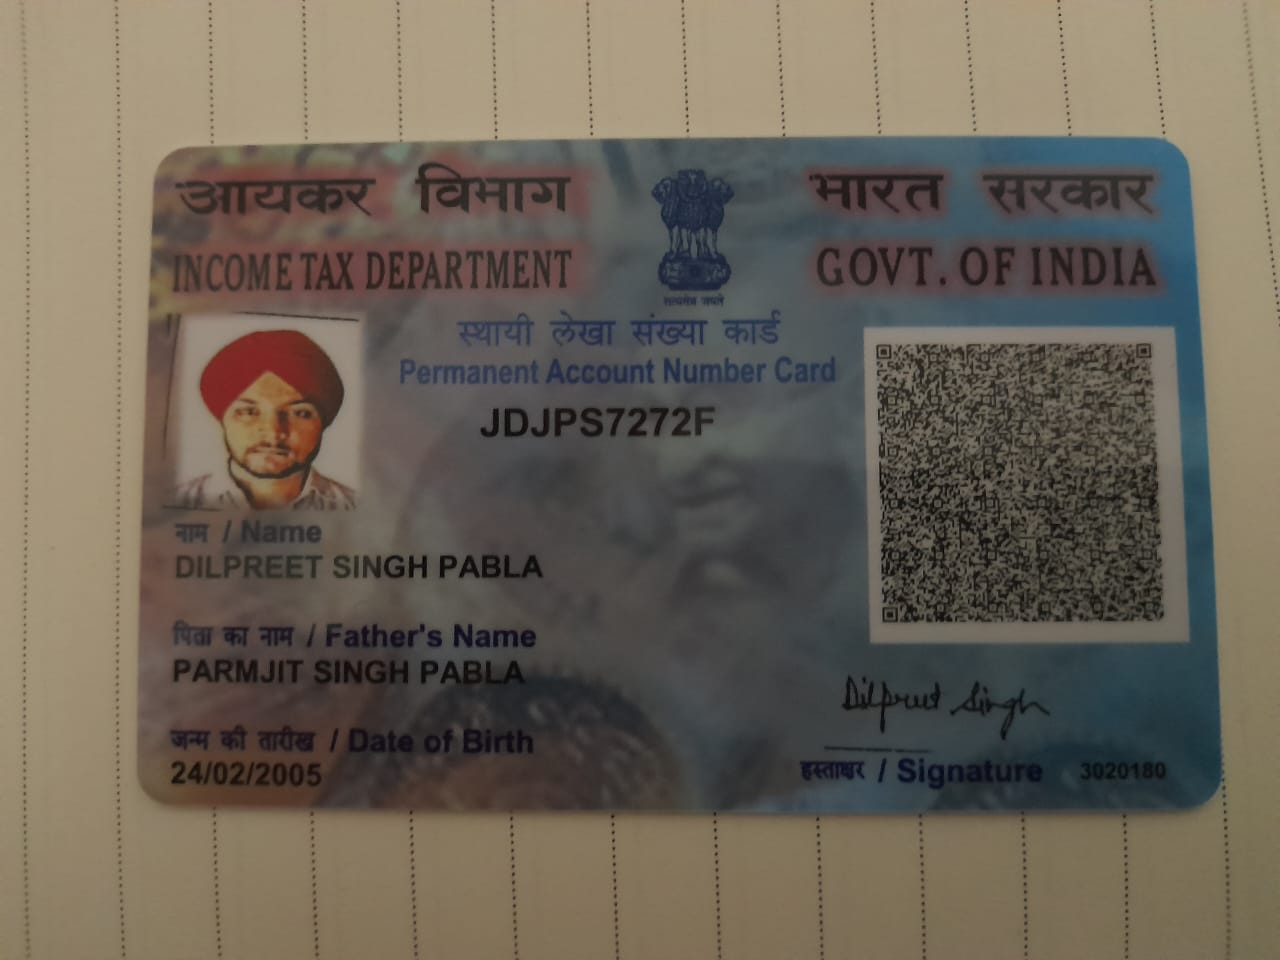 आयकर विभाग
INCOME TAX DEPARTMENT
सत्यमेव जयते
भारत सरकार
GOVT. OF INDIA
स्थायी लेखा संख्या कार्ड
Permanent Account Number Card
JDJPS7272F
नाम / Name
DILPREET SINGH PABLA
पिता का नाम / Father's Name
PARMJIT SINGH PABLA
जन्म की तारीख / Date of Birth
24/02/2005
Dilpreet Singh
हस्ताक्षर / Signature
3020180